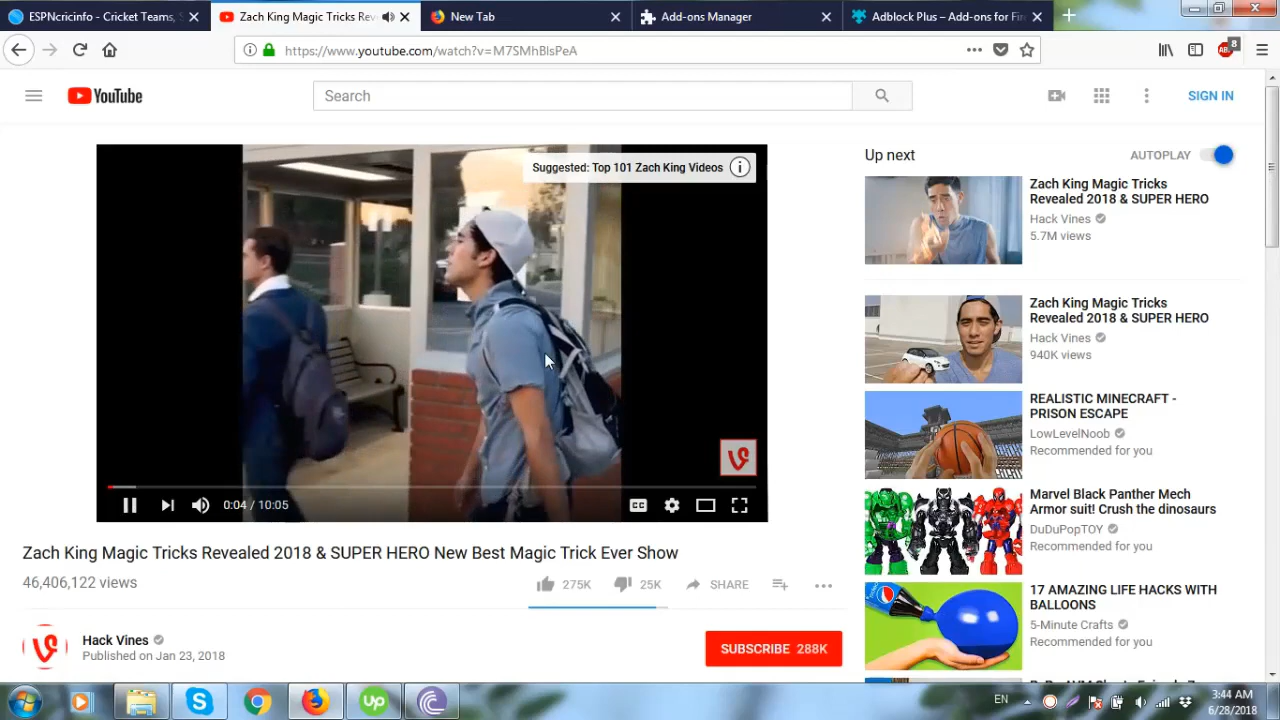 ESPNcricinfo - Cricket Teams, S
Zach King Magic Tricks Rev
New Tab
Add-ons Manager
Adblock Plus – Add-ons for Fir
https://www.youtube.com/watch?v=M7SMhBlsPeA
ABP
8
YouTube
Search
SIGN IN
Suggested: Top 101 Zach King Videos
0:04 / 10:05
CC
Zach King Magic Tricks Revealed 2018 & SUPER HERO New Best Magic Trick Ever Show
46,406,122 views
275K
25K
SHARE
Hack Vines
Published on Jan 23, 2018
SUBSCRIBE 288K
Up next
AUTOPLAY
Zach King Magic Tricks
Revealed 2018 & SUPER HERO
Hack Vines
5.7M views
Zach King Magic Tricks
Revealed 2018 & SUPER HERO
Hack Vines
940K views
REALISTIC MINECRAFT -
PRISON ESCAPE
LowLevelNoob
Recommended for you
Marvel Black Panther Mech
Armor suit! Crush the dinosaurs
DuDuPopTOY
Recommended for you
17 AMAZING LIFE HACKS WITH
BALLOONS
5-Minute Crafts
Recommended for you
EN
3:44 AM
6/28/2018